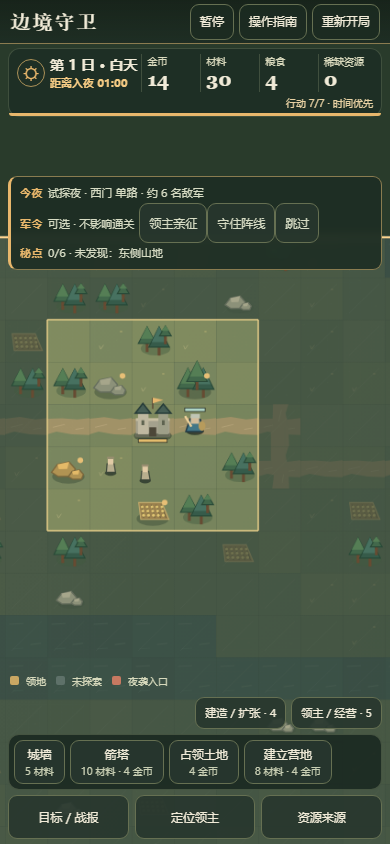 边境守卫
暂停
操作指南
重新开局
第 1 日 • 白天
距离入夜 01:00
金币
14
材料
30
粮食
4
稀缺资源
0
行动 7/7 · 时间优先
今夜 试探夜 · 西门 单路 · 约 6 名敌军
军令 可选 · 不影响通关 领主亲征 守住阵线 跳过
秘点 0/6 · 未发现：东侧山地
领地 未探索 夜袭入口
建造 / 扩张 · 4
领主 / 经营 · 5
城墙
5 材料
箭塔
10 材料 · 4 金币
占领土地
4 金币
建立营地
8 材料 · 4 金币
目标 / 战报
定位领主
资源来源